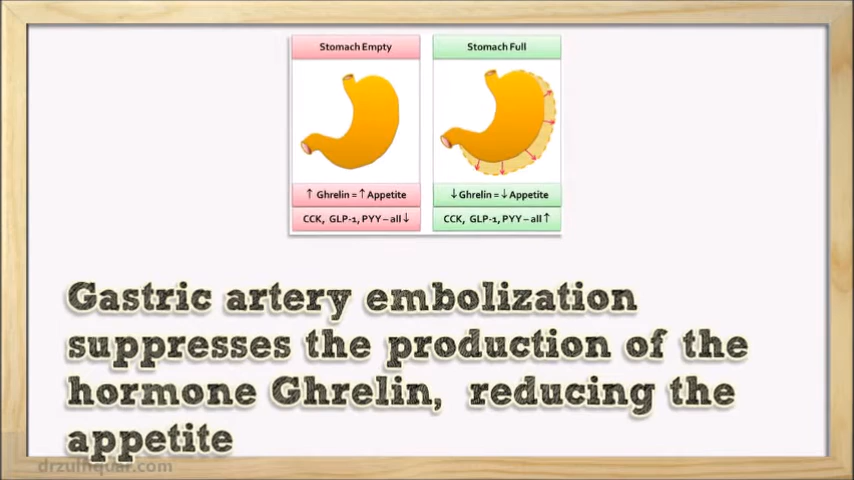 Stomach Empty
Stomach Full
↑ Ghrelin = ↑ Appetite
↓ Ghrelin = ↓ Appetite
CCK, GLP-1, PYY – all ↓
CCK, GLP-1, PYY – all ↑
Gastric artery embolization
suppresses the production of the
hormone Ghrelin, reducing the
appetite
drzulfiquar.com